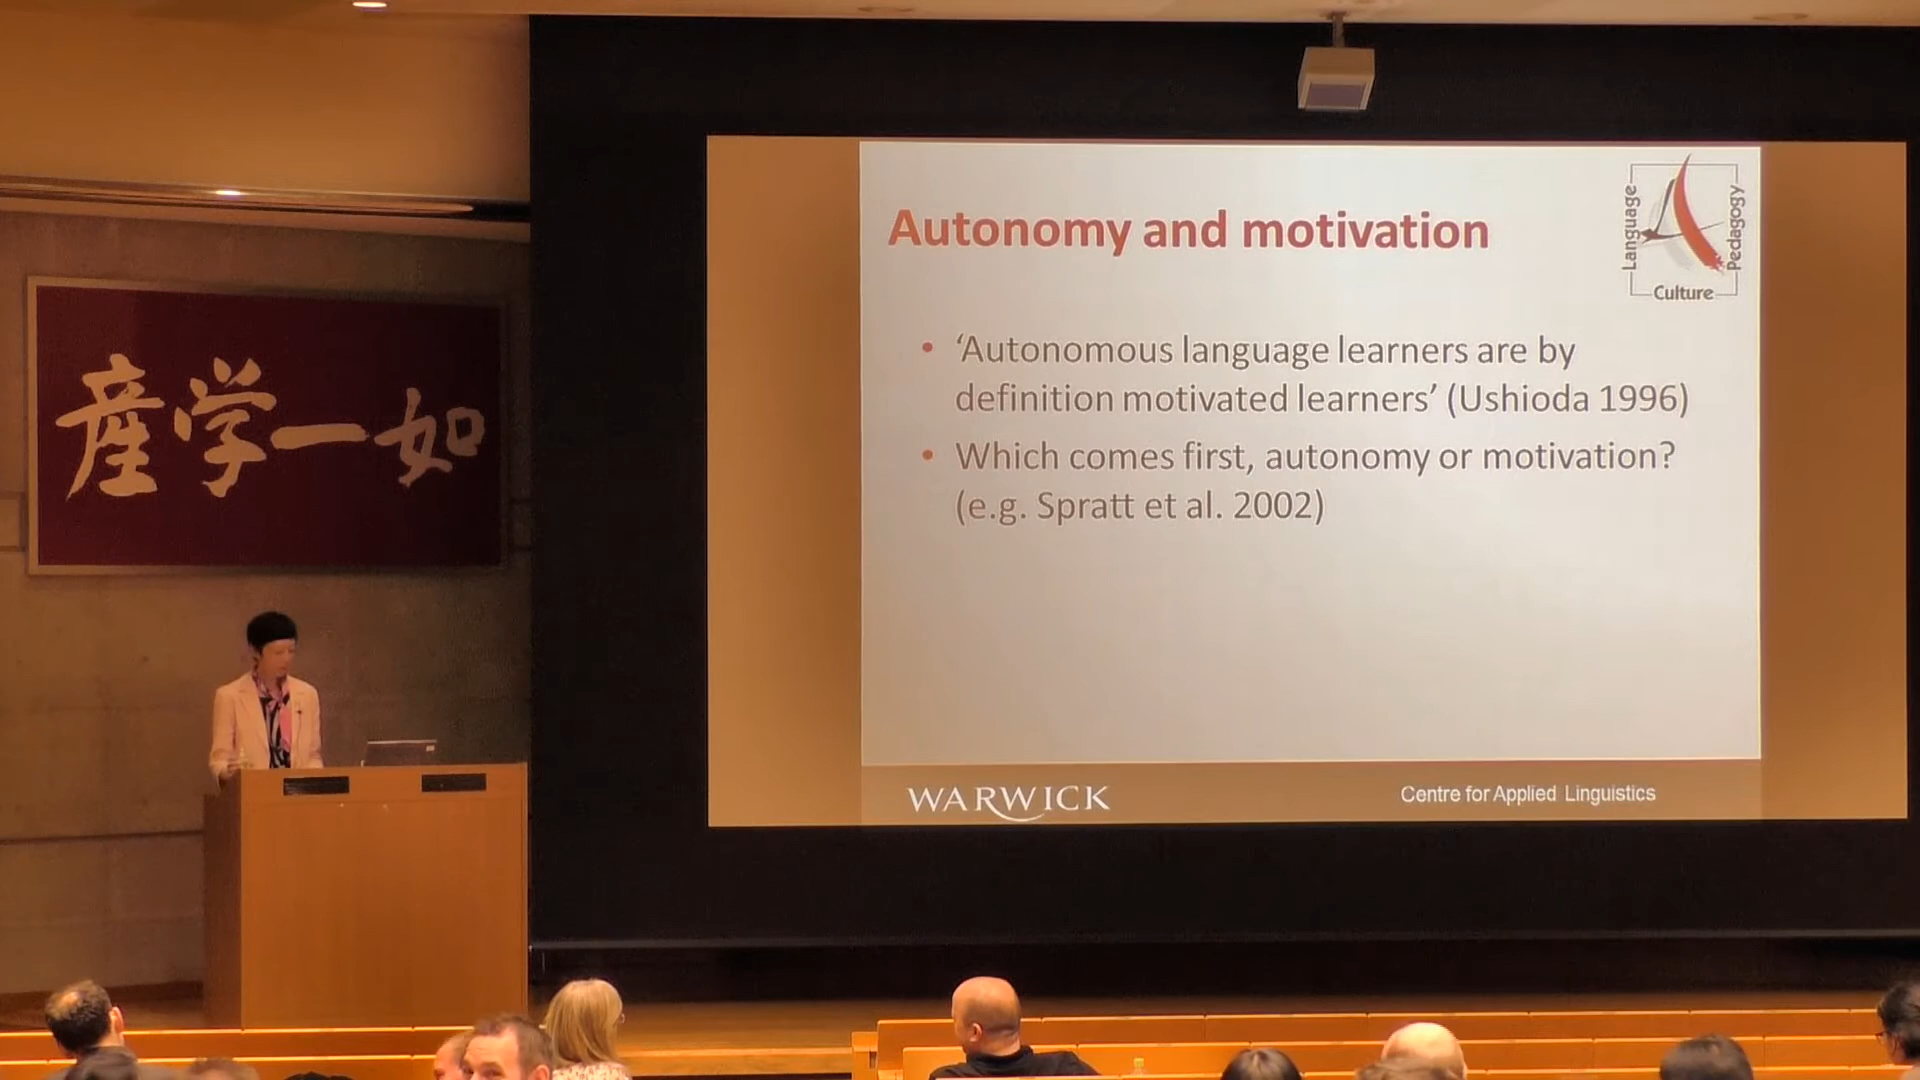 産学一如
Autonomy and motivation
Language
Pedagogy
Culture
• ‘Autonomous language learners are by
definition motivated learners’ (Ushioda 1996)
• Which comes first, autonomy or motivation?
(e.g. Spratt et al. 2002)
WARWICK
Centre for Applied Linguistics